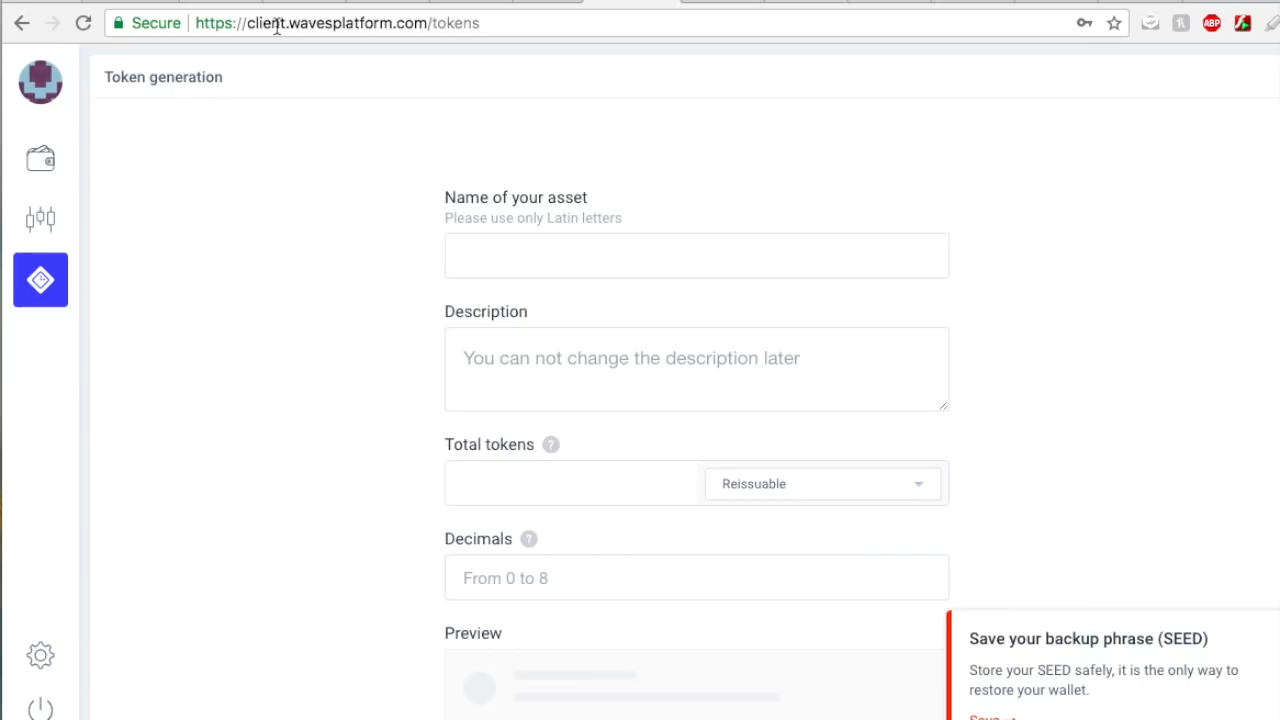 Secure https://client.wavesplatform.com/tokens
ABP
Token generation
Name of your asset
Please use only Latin letters
Description
You can not change the description later
Total tokens ?
Reissuable
Decimals ?
From 0 to 8
Preview
Save your backup phrase (SEED)
Store your SEED safely, it is the only way to
restore your wallet.
Save →